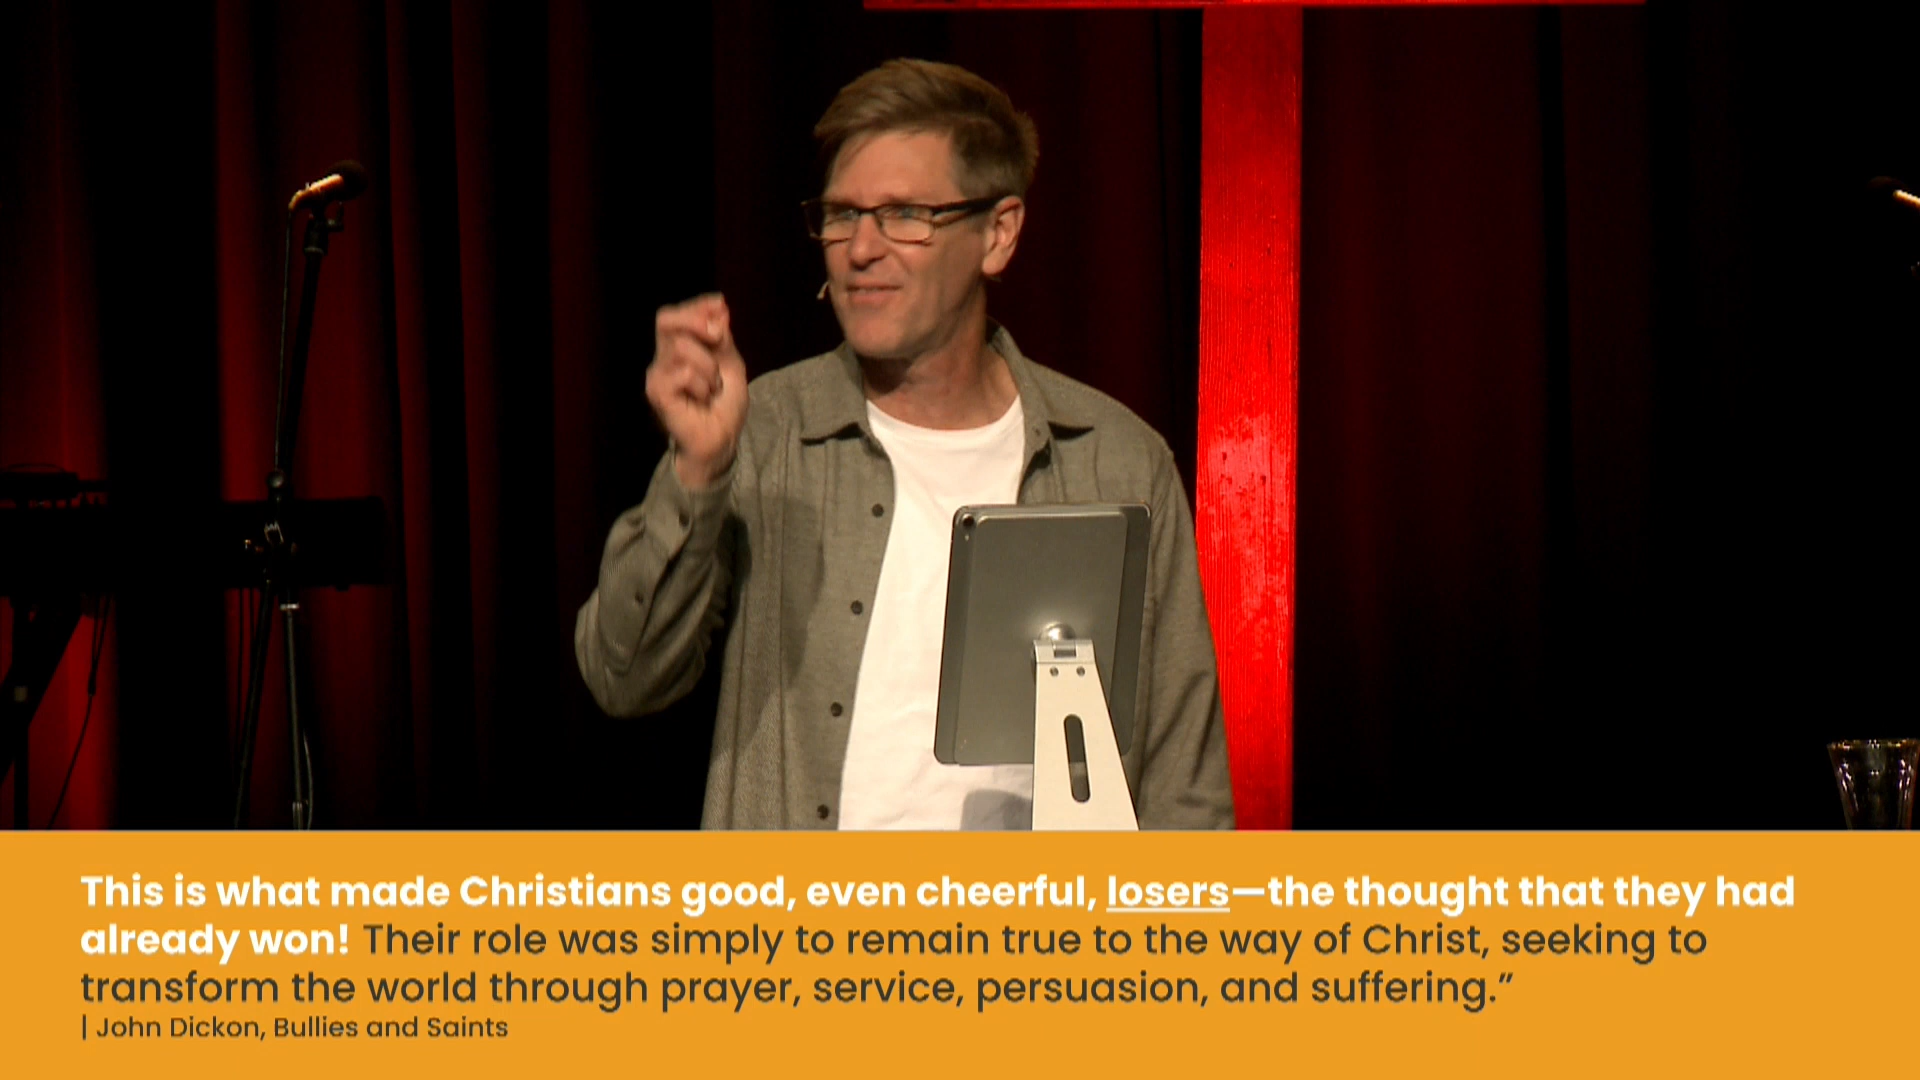 This is what made Christians good, even cheerful, losers—the thought that they had
already won! Their role was simply to remain true to the way of Christ, seeking to
transform the world through prayer, service, persuasion, and suffering.”
| John Dickon, Bullies and Saints